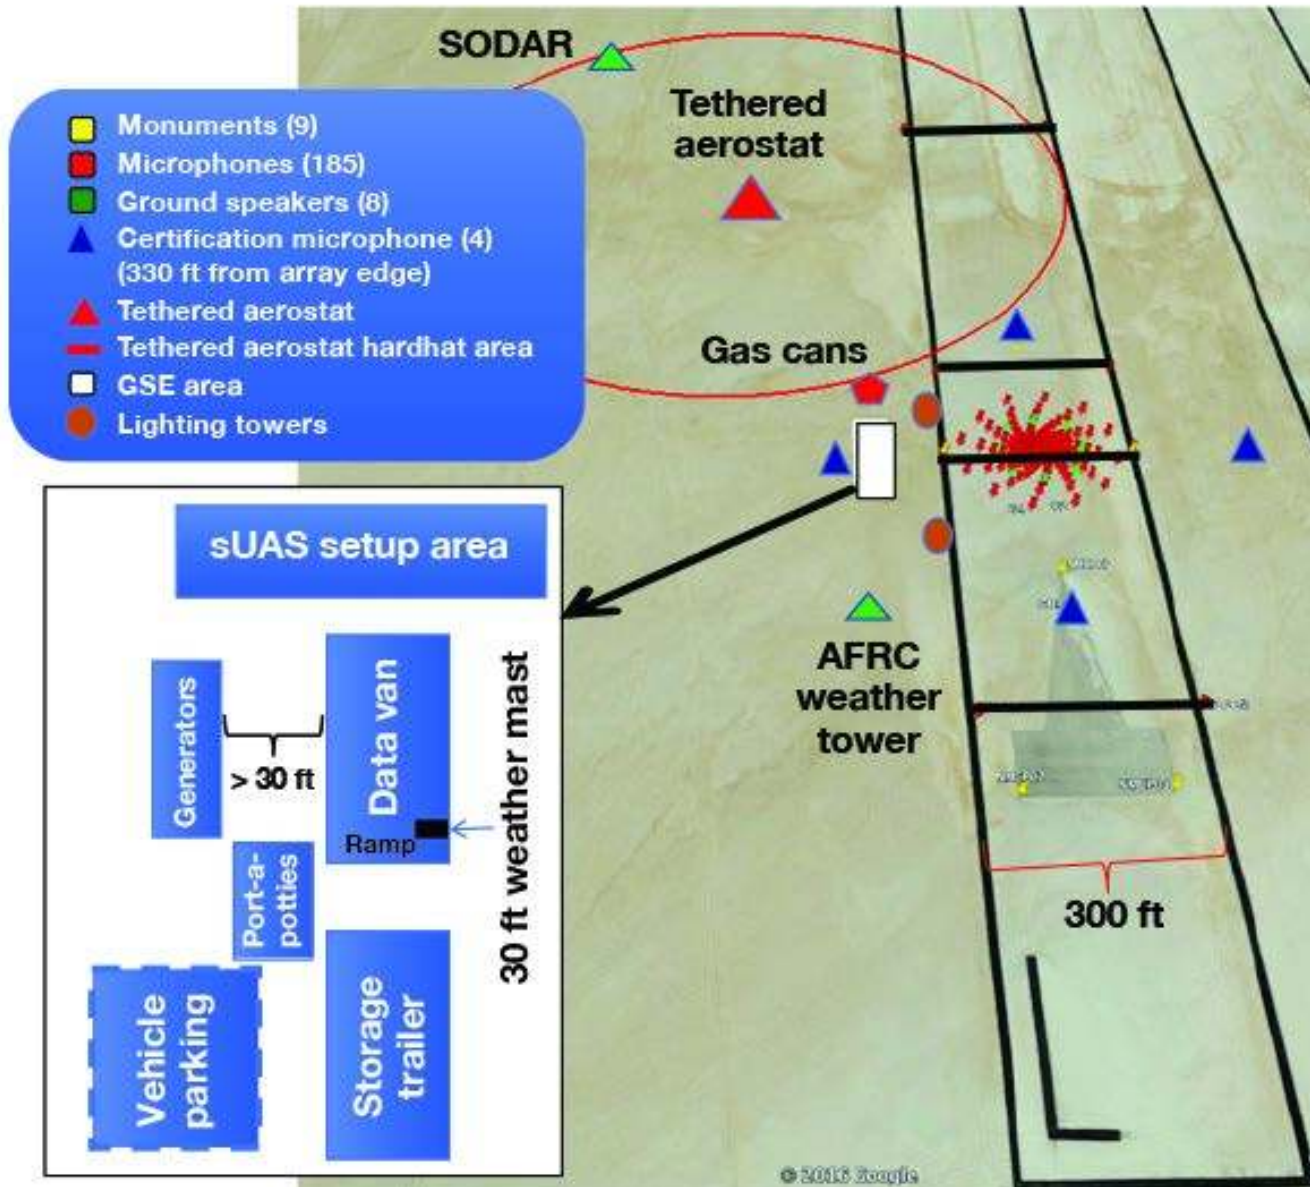 SODAR
Tethered
aerostat
Monuments (9)
Microphones (185)
Ground speakers (8)
Certification microphone (4)
(330 ft from array edge)
Tethered aerostat
Tethered aerostat hardhat area
GSE area
Lighting towers
Gas cans
sUAS setup area
Generators
> 30 ft
Data van
Ramp
30 ft weather mast
Port-a-
potties
Vehicle
parking
Storage
trailer
AFRC
weather
tower
300 ft
L
© 2016 Google